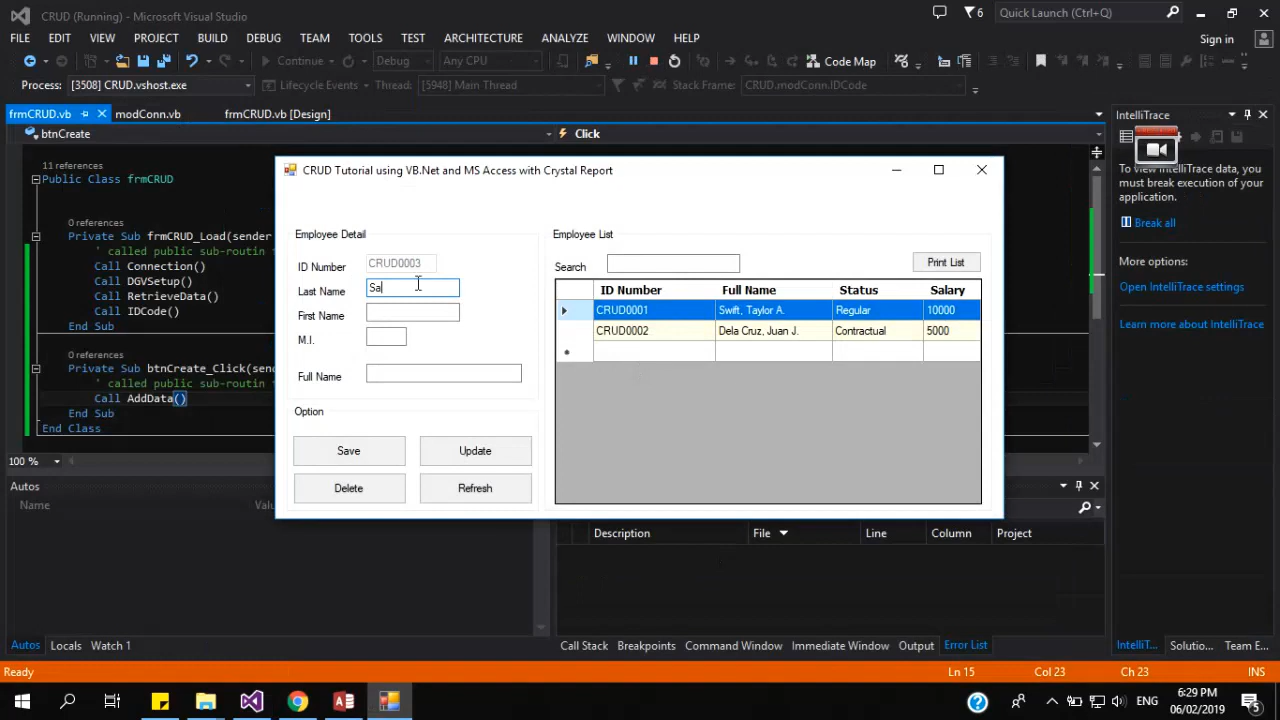 CRUD (Running) - Microsoft Visual Studio
6
Quick Launch (Ctrl+Q)
FILE EDIT VIEW PROJECT BUILD DEBUG TEAM TOOLS TEST ARCHITECTURE ANALYZE WINDOW HELP
Sign in
Continue Debug Any CPU Code Map
Process: [3508] CRUD.vshost.exe Lifecycle Events Thread: [5948] Main Thread Stack Frame: CRUD.modConn.IDCode
frmCRUD.vb modConn.vb frmCRUD.vb [Design]
btnCreate Click
11 references
Public Class frmCRUD
0 references
Private Sub frmCRUD_Load(sender
' called public sub-routin
Call Connection()
Call DGVSetup()
Call RetrieveData()
Call IDCode()
End Sub
0 references
Private Sub btnCreate_Click(sen
' called public sub-routin
Call AddData()
End Sub
End Class
100 %
Autos
Name
CRUD Tutorial using VB.Net and MS Access with Crystal Report
Employee Detail
ID Number CRUD0003
Last Name Sa
First Name
M.I.
Full Name
Option
Save Update
Delete Refresh
Employee List
Search
Print List
ID Number Full Name Status Salary
CRUD0001 Swift, Taylor A. Regular 10000
CRUD0002 Dela Cruz, Juan J. Contractual 5000
IntelliTrace
To view IntelliTrace data, you
must break execution of your
application.
Break all
More options:
Open IntelliTrace settings
Learn more about IntelliTrace
Description File Line Column Project
Autos Locals Watch 1
Call Stack Breakpoints Command Window Immediate Window Output Error List
IntelliT... Solutio... Team E...
Ready Ln 15 Col 23 Ch 23 INS
ENG
6:29 PM
06/02/2019
5